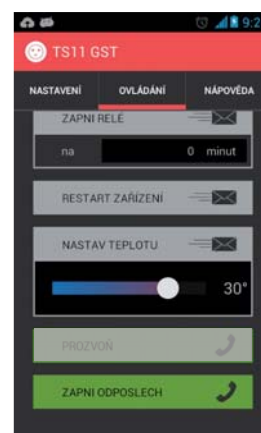 9:2
TS11 GST
NASTAVENÍ OVLÁDÁNÍ NÁPOVĚDA
ZAPNI RELÉ
na 0 minut
RESTART ZAŘÍZENÍ
NASTAV TEPLOTU
30°
PROZVOŇ
ZAPNI ODPOSLECH